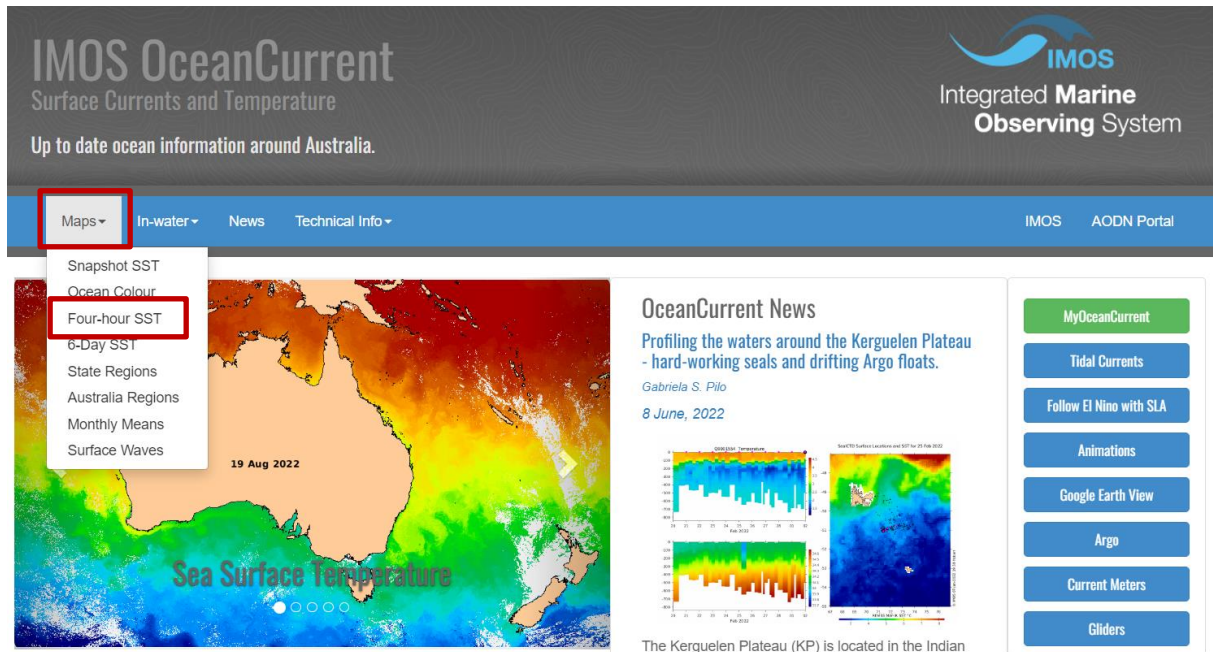 IMOS OceanCurrent
Surface Currents and Temperature
Up to date ocean information around Australia.
IMOS
Integrated Marine
Observing System
Maps
In-water
News
Technical Info
IMOS
AODN Portal
Snapshot SST
Ocean Colour
Four-hour SST
6-Day SST
State Regions
Australia Regions
Monthly Means
Surface Waves
19 Aug 2022
Sea Surface Temperature
OceanCurrent News
Profiling the waters around the Kerguelen Plateau
- hard-working seals and drifting Argo floats.
Gabriela S. Pilo
8 June, 2022
Feb 2022
Feb 2022
The Kerguelen Plateau (KP) is located in the Indian
MyOceanCurrent
Tidal Currents
Follow El Nino with SLA
Animations
Google Earth View
Argo
Current Meters
Gliders